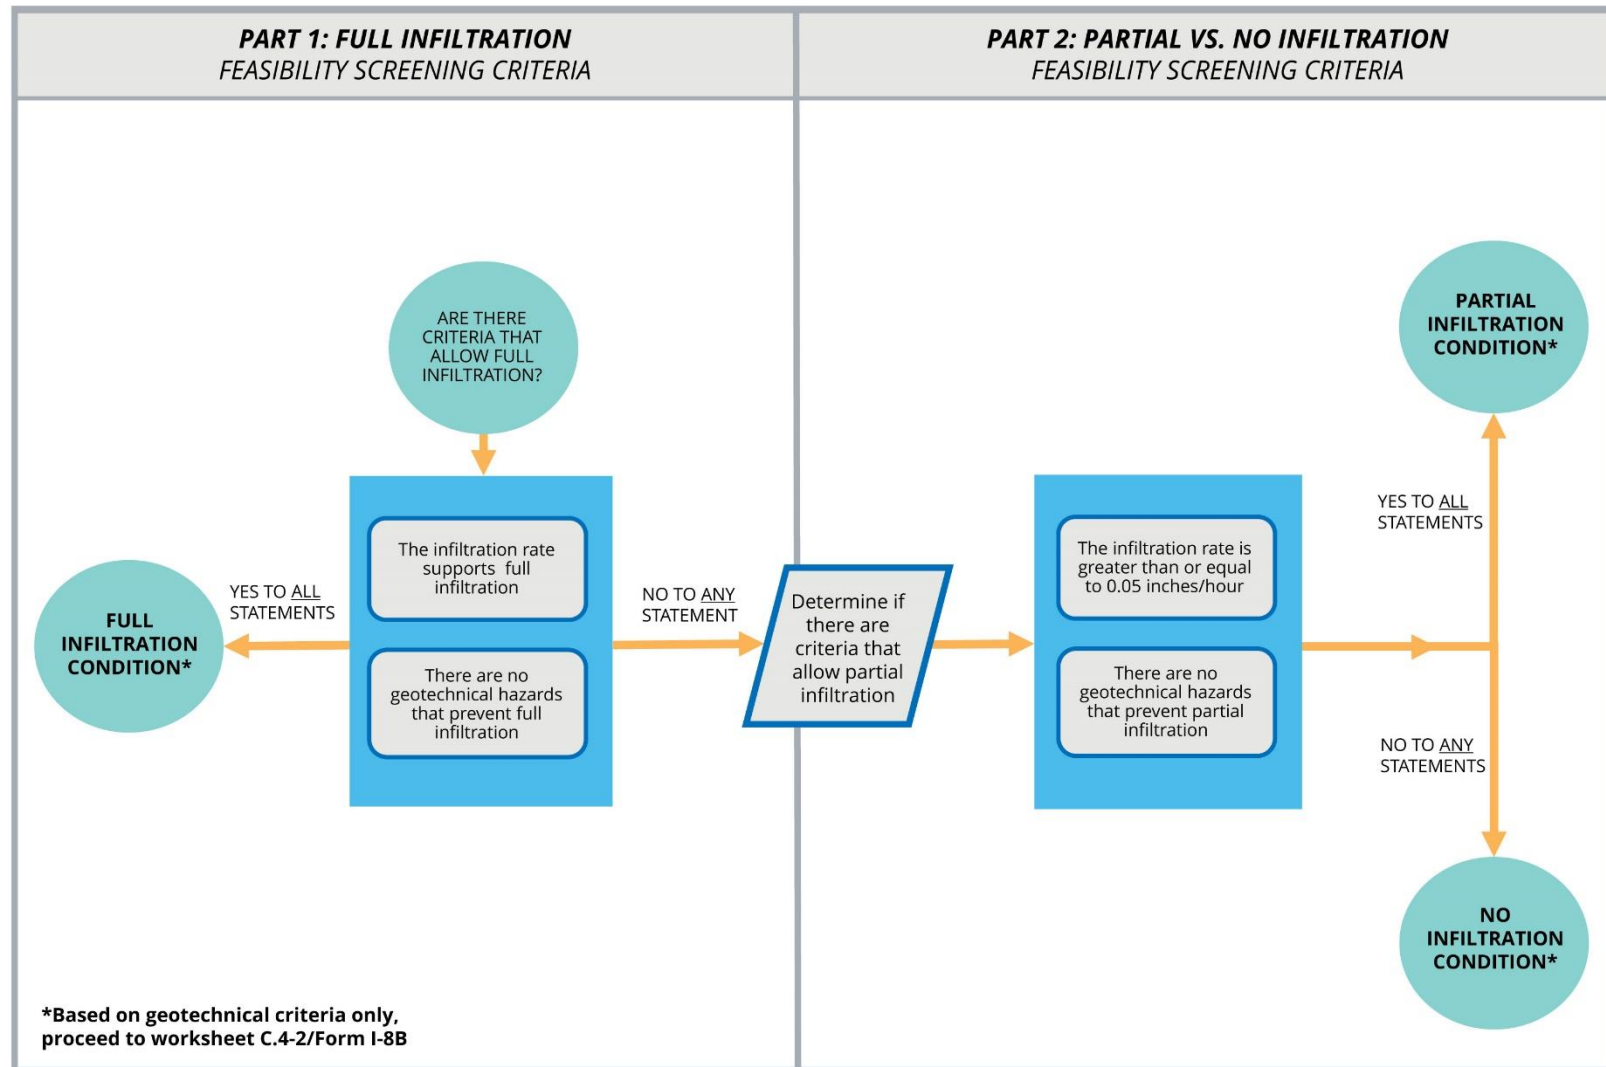 PART 1: FULL INFILTRATION
FEASIBILITY SCREENING CRITERIA
PART 2: PARTIAL VS. NO INFILTRATION
FEASIBILITY SCREENING CRITERIA
ARE THERE
CRITERIA THAT
ALLOW FULL
INFILTRATION?
The infiltration rate
supports full
infiltration
There are no
geotechnical hazards
that prevent full
infiltration
YES TO ALL
STATEMENTS
FULL
INFILTRATION
CONDITION*
NO TO ANY
STATEMENT
Determine if
there are
criteria that
allow partial
infiltration
The infiltration rate is
greater than or equal
to 0.05 inches/hour
There are no
geotechnical hazards
that prevent partial
infiltration
YES TO ALL
STATEMENTS
PARTIAL
INFILTRATION
CONDITION*
NO TO ANY
STATEMENTS
NO
INFILTRATION
CONDITION*
*Based on geotechnical criteria only,
proceed to worksheet C.4-2/Form I-8B